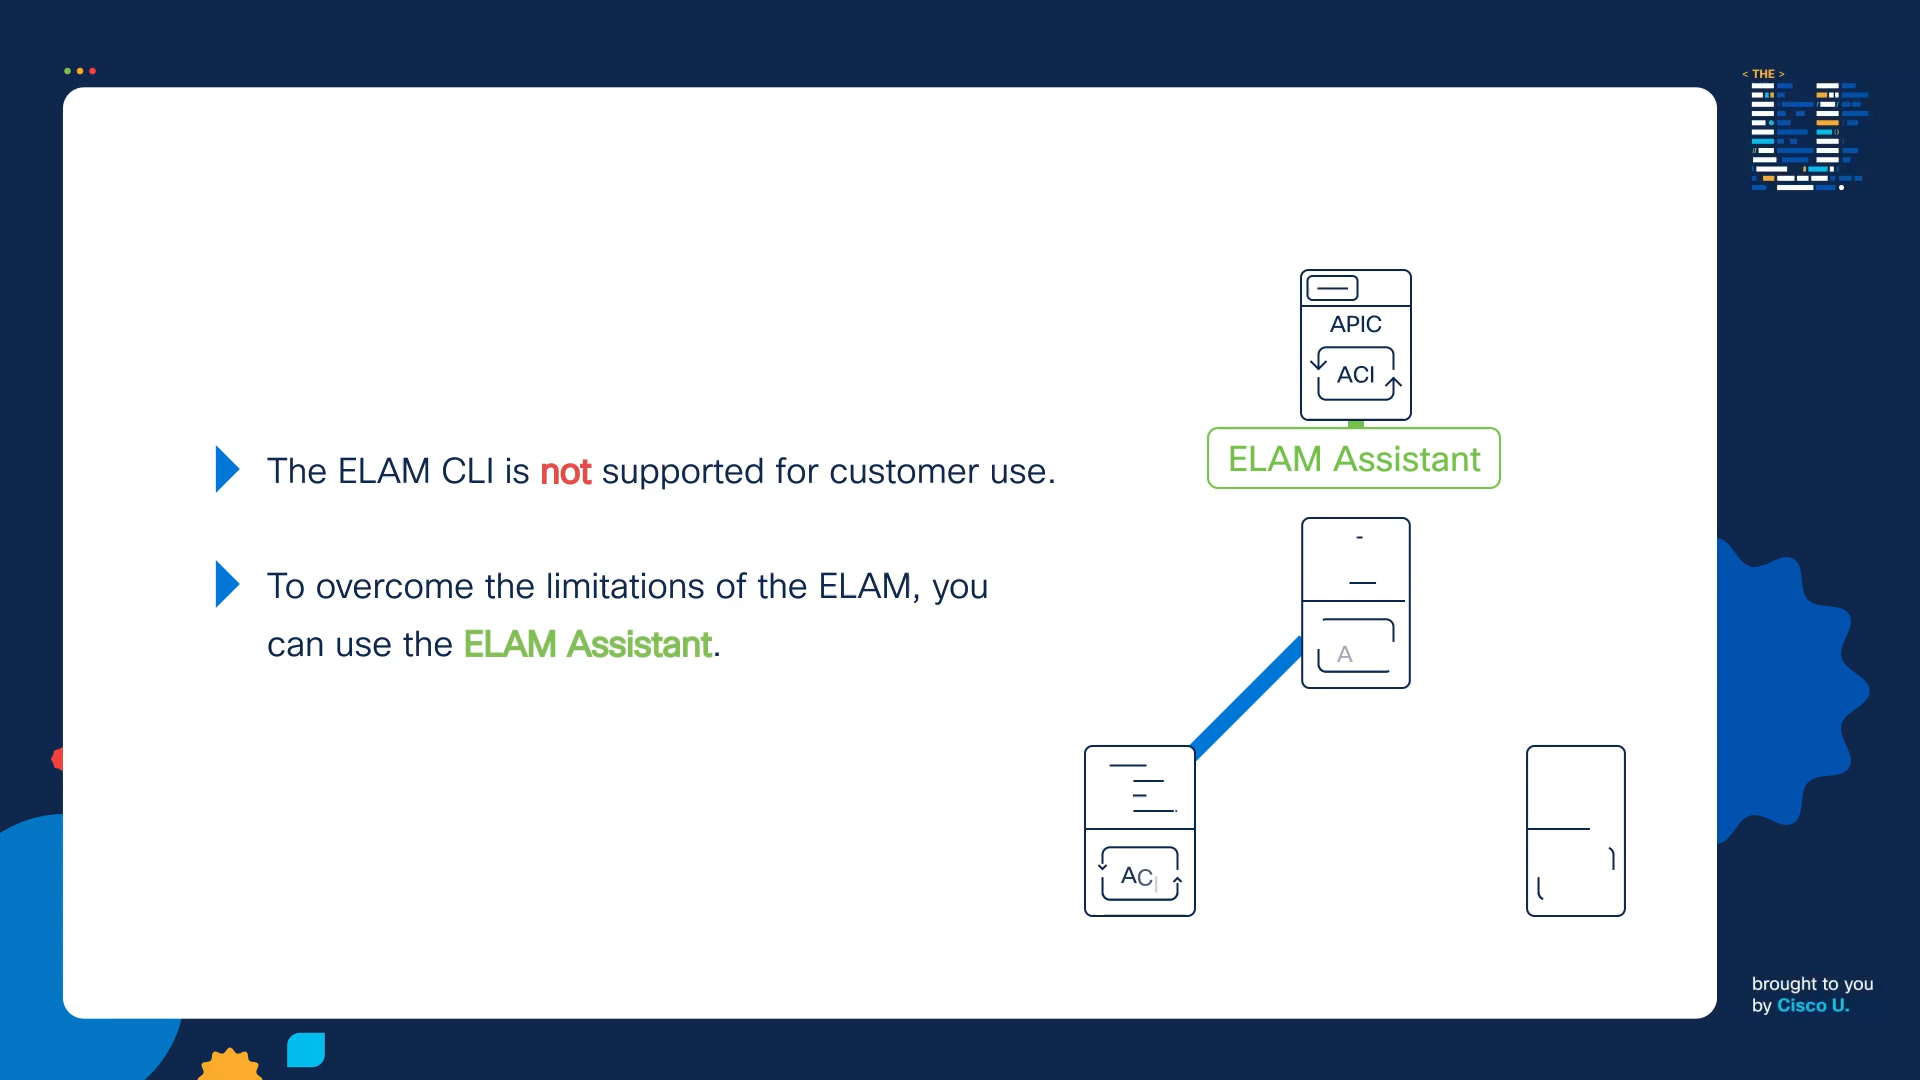 < THE >
The ELAM CLI is not supported for customer use.
To overcome the limitations of the ELAM, you
can use the ELAM Assistant.
APIC
ACI
ELAM Assistant
A
ACI
brought to you
by Cisco U.